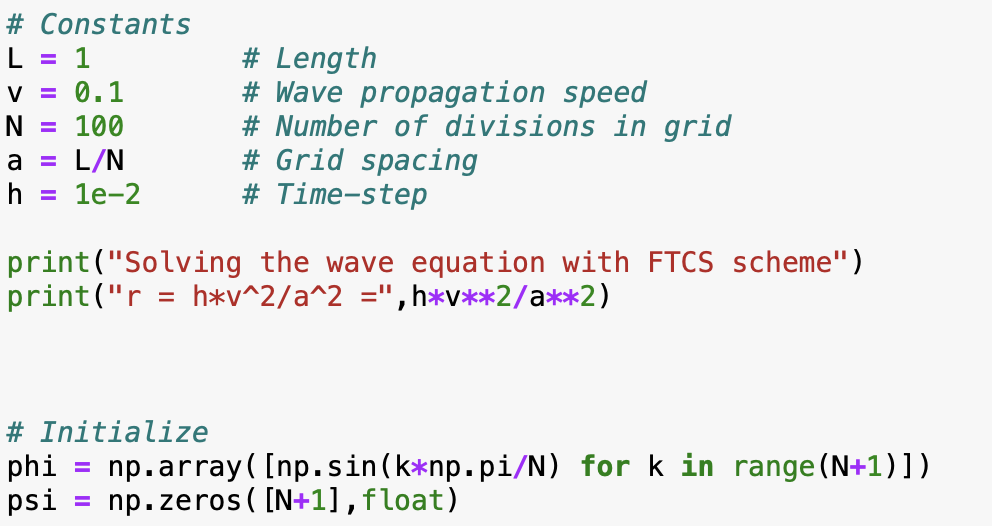 # Constants
L = 1         # Length
v = 0.1       # Wave propagation speed
N = 100       # Number of divisions in grid
a = L/N       # Grid spacing
h = 1e-2      # Time-step
print("Solving the wave equation with FTCS scheme")
print("r = h*v^2/a^2 =",h*v**2/a**2)
# Initialize
phi = np.array([np.sin(k*np.pi/N) for k in range(N+1)])
psi = np.zeros([N+1],float)